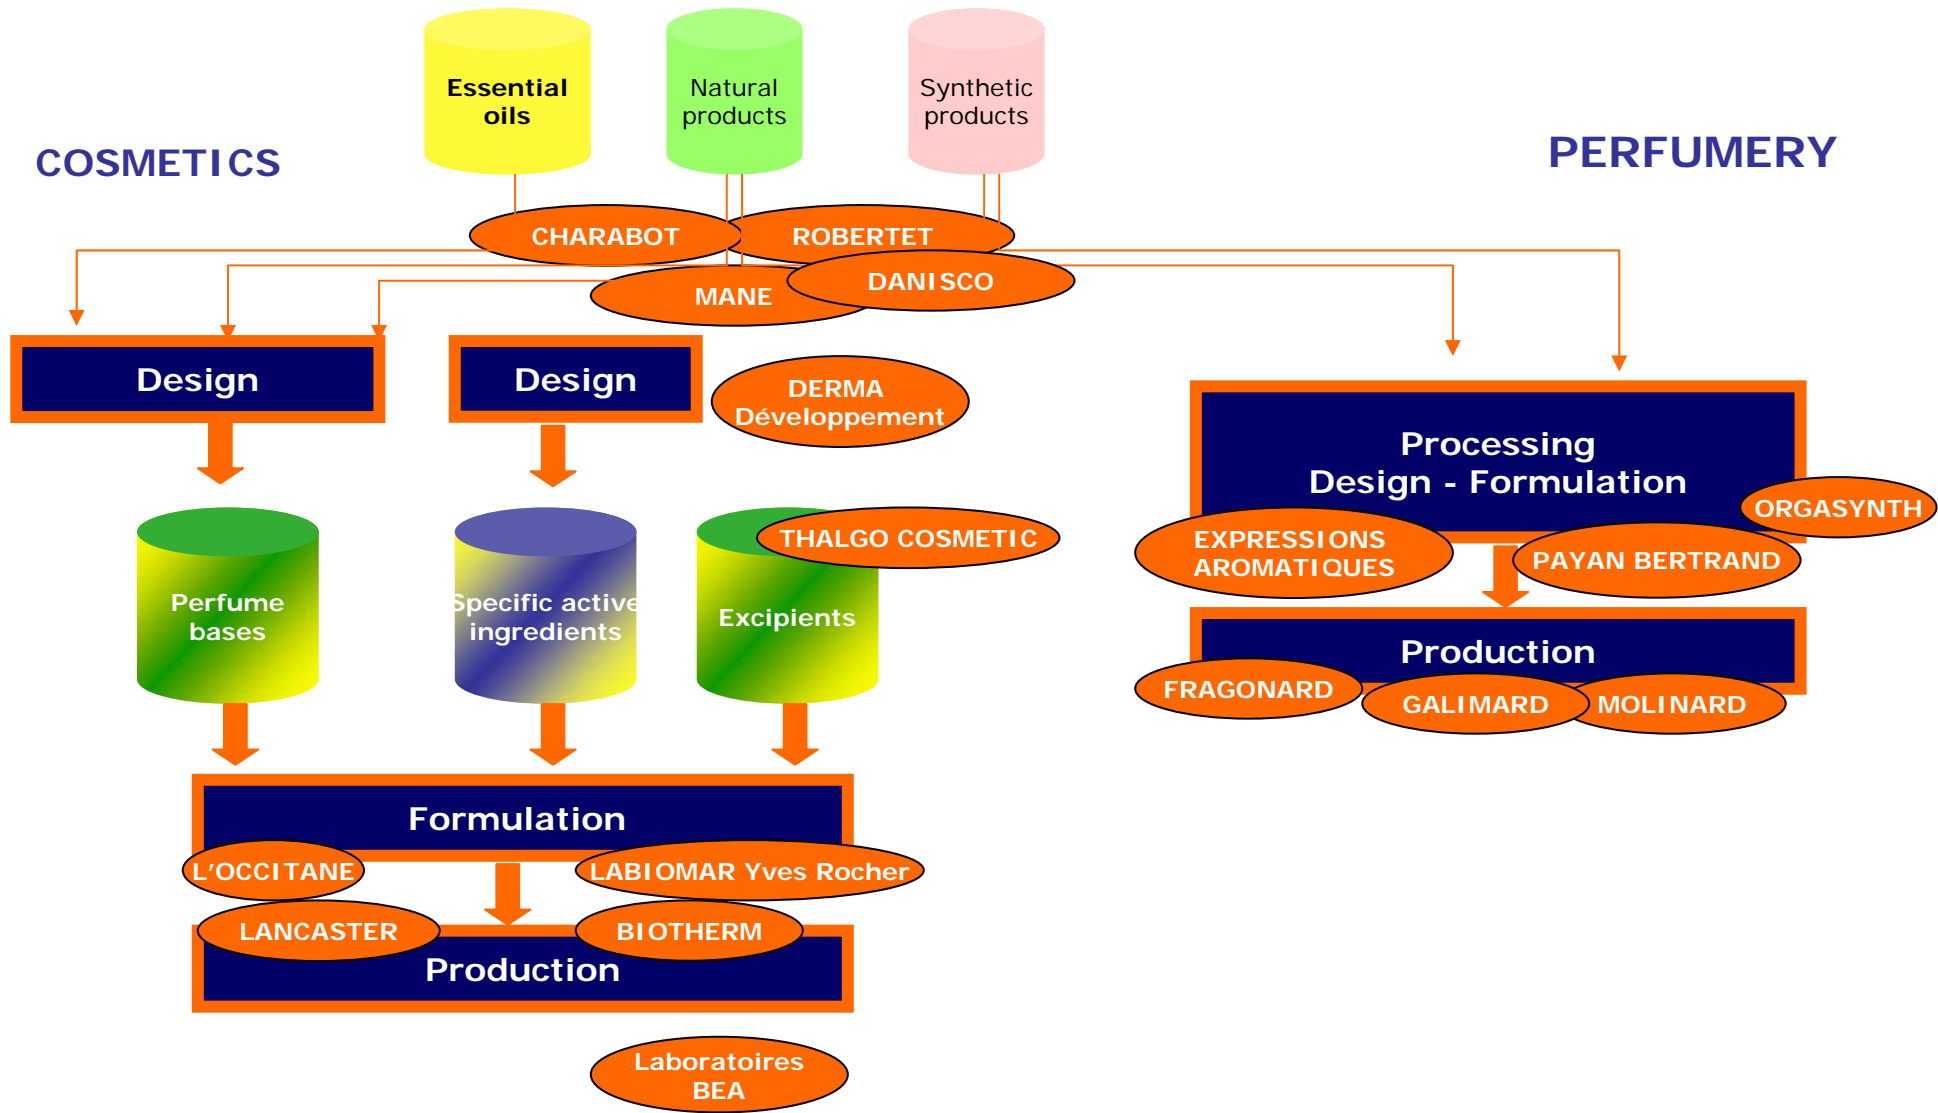 Essential
oils
Natural
products
Synthetic
products
COSMETICS
PERFUMERY
CHARABOT
ROBERTET
MANE
DANISCO
Design
Design
DERMA
Développement
Processing
Design - Formulation
ORGASYNTH
EXPRESSIONS
AROMATIQUES
PAYAN BERTRAND
THALGO COSMETIC
Perfume
bases
Specific active
ingredients
Excipients
Production
FRAGONARD
GALIMARD
MOLINARD
Formulation
L’OCCITANE
LABIOMAR Yves Rocher
LANCASTER
BIOTHERM
Production
Laboratoires
BEA